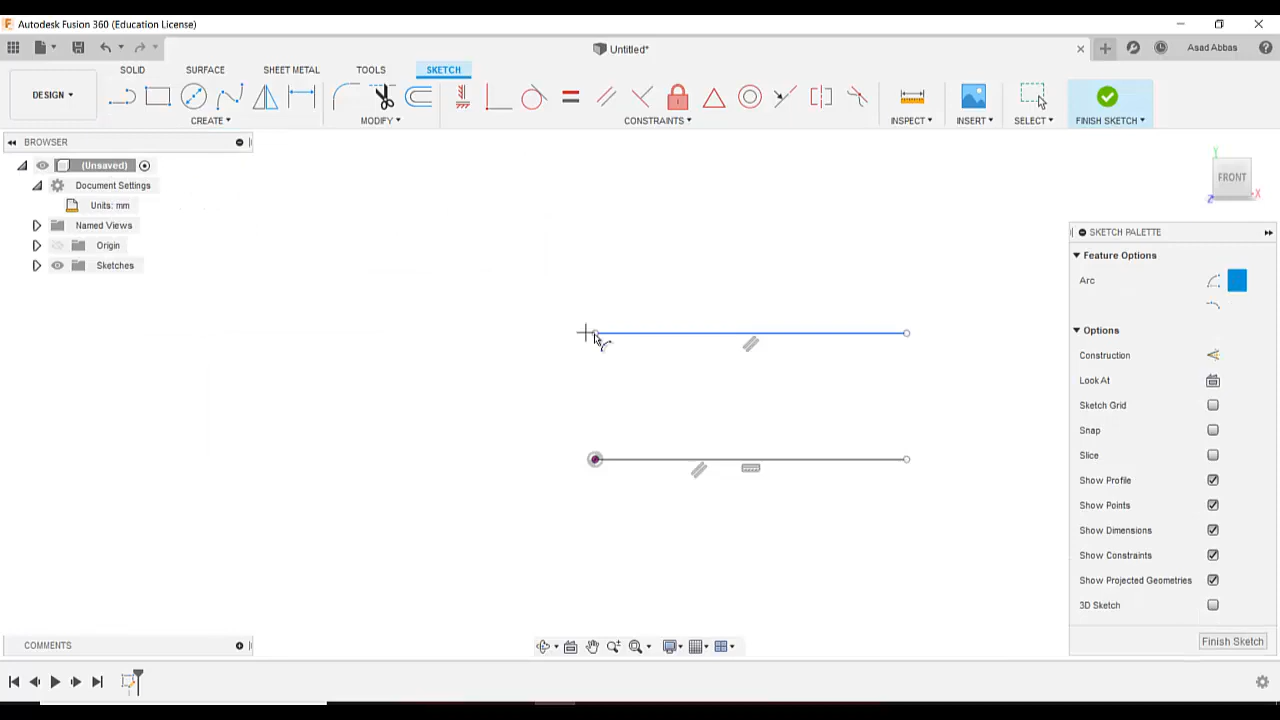 Autodesk Fusion 360 (Education License)
Untitled*
Asad Abbas
SOLID SURFACE SHEET METAL TOOLS SKETCH
DESIGN
CREATE MODIFY CONSTRAINTS INSPECT INSERT SELECT FINISH SKETCH
BROWSER
(Unsaved)
Document Settings
Units: mm
Named Views
Origin
Sketches
Y
FRONT
Z X
SKETCH PALETTE
Feature Options
Arc
Options
Construction
Look At
Sketch Grid
Snap
Slice
Show Profile
Show Points
Show Dimensions
Show Constraints
Show Projected Geometries
3D Sketch
Finish Sketch
COMMENTS